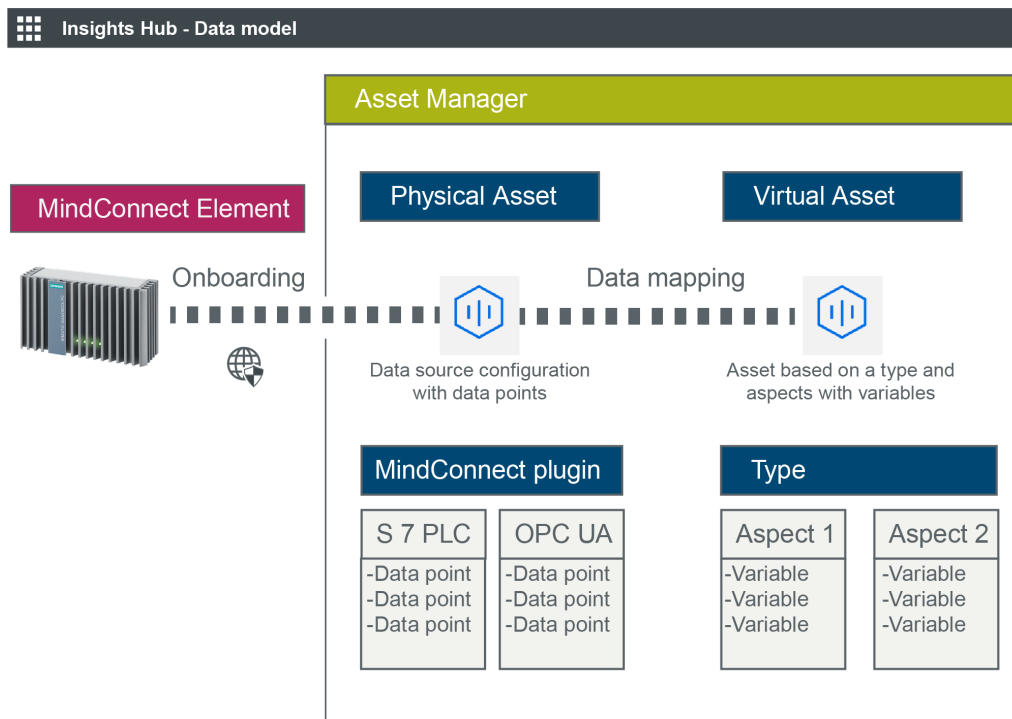 Insights Hub - Data model
Asset Manager
MindConnect Element
Physical Asset
Virtual Asset
Onboarding
Data mapping
Data source configuration
with data points
Asset based on a type and
aspects with variables
MindConnect plugin
Type
S 7 PLC
OPC UA
Aspect 1
Aspect 2
-Data point
-Data point
-Data point
-Data point
-Data point
-Data point
-Variable
-Variable
-Variable
-Variable
-Variable
-Variable